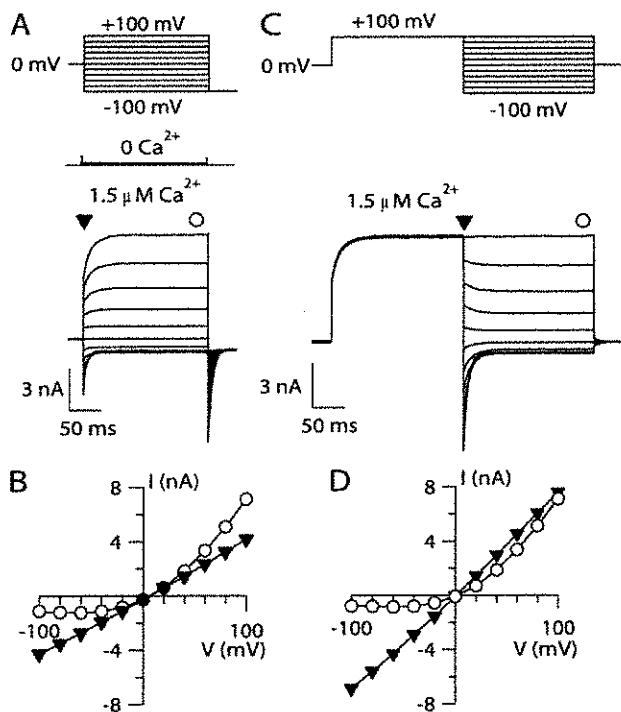 A
+100 mV
0 mV
-100 mV
0 Ca2+
1.5 μM Ca2+
3 nA
50 ms
C
+100 mV
0 mV
-100 mV
1.5 μM Ca2+
3 nA
50 ms
B
I (nA)
8
4
-100
100
V (mV)
-4
-8
D
I (nA)
8
4
-100
100
V (mV)
-4
-8